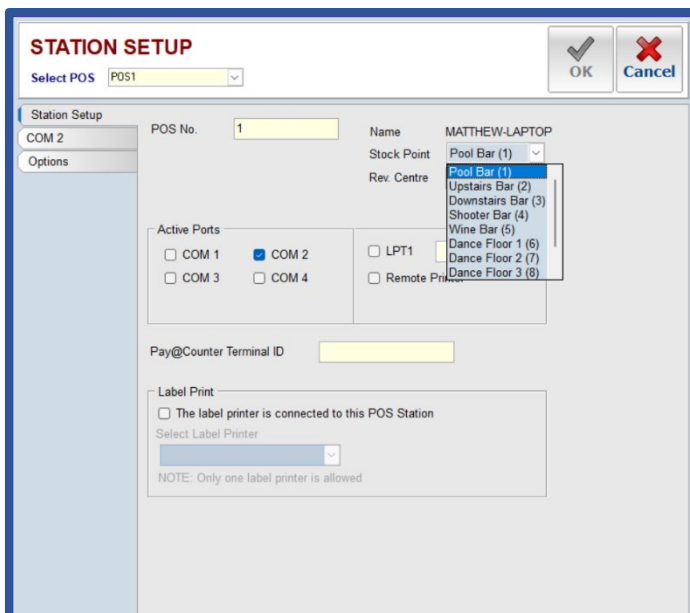 STATION SETUP
Select POS POS1
OK Cancel
Station Setup
COM 2
Options
POS No. 1
Name MATTHEW-LAPTOP
Stock Point Pool Bar (1)
Rev. Centre
Pool Bar (1)
Upstairs Bar (2)
Downstairs Bar (3)
Shooter Bar (4)
Wine Bar (5)
Dance Floor 1 (6)
Dance Floor 2 (7)
Dance Floor 3 (8)
Active Ports
COM 1 COM 2
COM 3 COM 4
LPT1
Remote Printer
Pay@Counter Terminal ID
Label Print
The label printer is connected to this POS Station
Select Label Printer
NOTE: Only one label printer is allowed